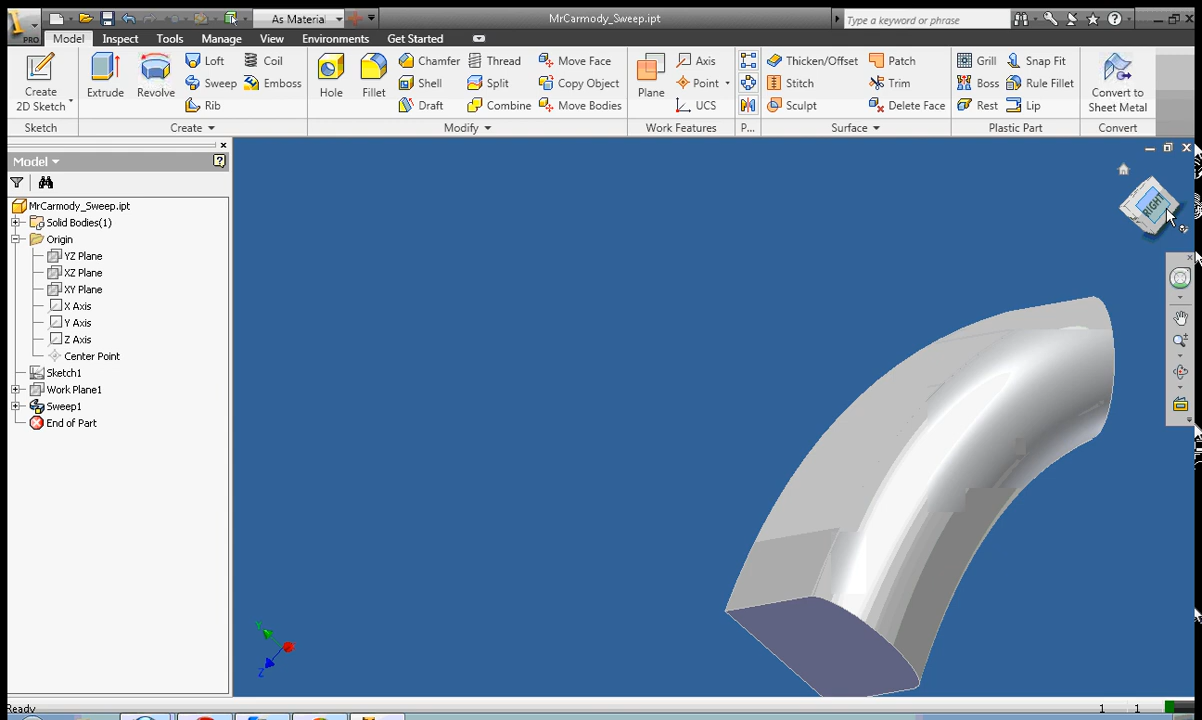 As Material
MrCarmody_Sweep.ipt
Type a keyword or phrase
PRO
Model Inspect Tools Manage View Environments Get Started
Create 2D Sketch
Extrude
Revolve
Loft
Sweep
Rib
Coil
Emboss
Hole
Fillet
Chamfer
Shell
Draft
Thread
Split
Combine
Move Face
Copy Object
Move Bodies
Plane
Axis
Point
UCS
Thicken/Offset
Stitch
Sculpt
Patch
Trim
Delete Face
Grill
Boss
Rest
Snap Fit
Rule Fillet
Lip
Convert to Sheet Metal
Sketch Create Modify Work Features P... Surface Plastic Part Convert
Model
MrCarmody_Sweep.ipt
Solid Bodies(1)
Origin
YZ Plane
XZ Plane
XY Plane
X Axis
Y Axis
Z Axis
Center Point
Sketch1
Work Plane1
Sweep1
End of Part
RIGHT
Y
Z
Ready
1 1